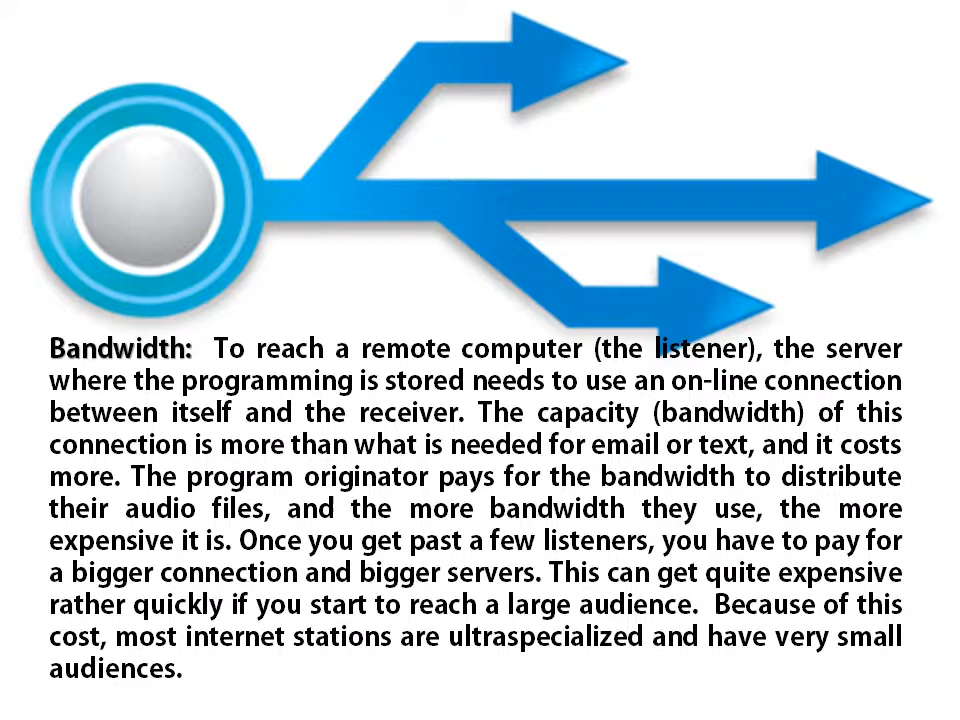 Bandwidth: To reach a remote computer (the listener), the server
where the programming is stored needs to use an on-line connection
between itself and the receiver. The capacity (bandwidth) of this
connection is more than what is needed for email or text, and it costs
more. The program originator pays for the bandwidth to distribute
their audio files, and the more bandwidth they use, the more
expensive it is. Once you get past a few listeners, you have to pay for
a bigger connection and bigger servers. This can get quite expensive
rather quickly if you start to reach a large audience. Because of this
cost, most internet stations are ultraspecialized and have very small
audiences.